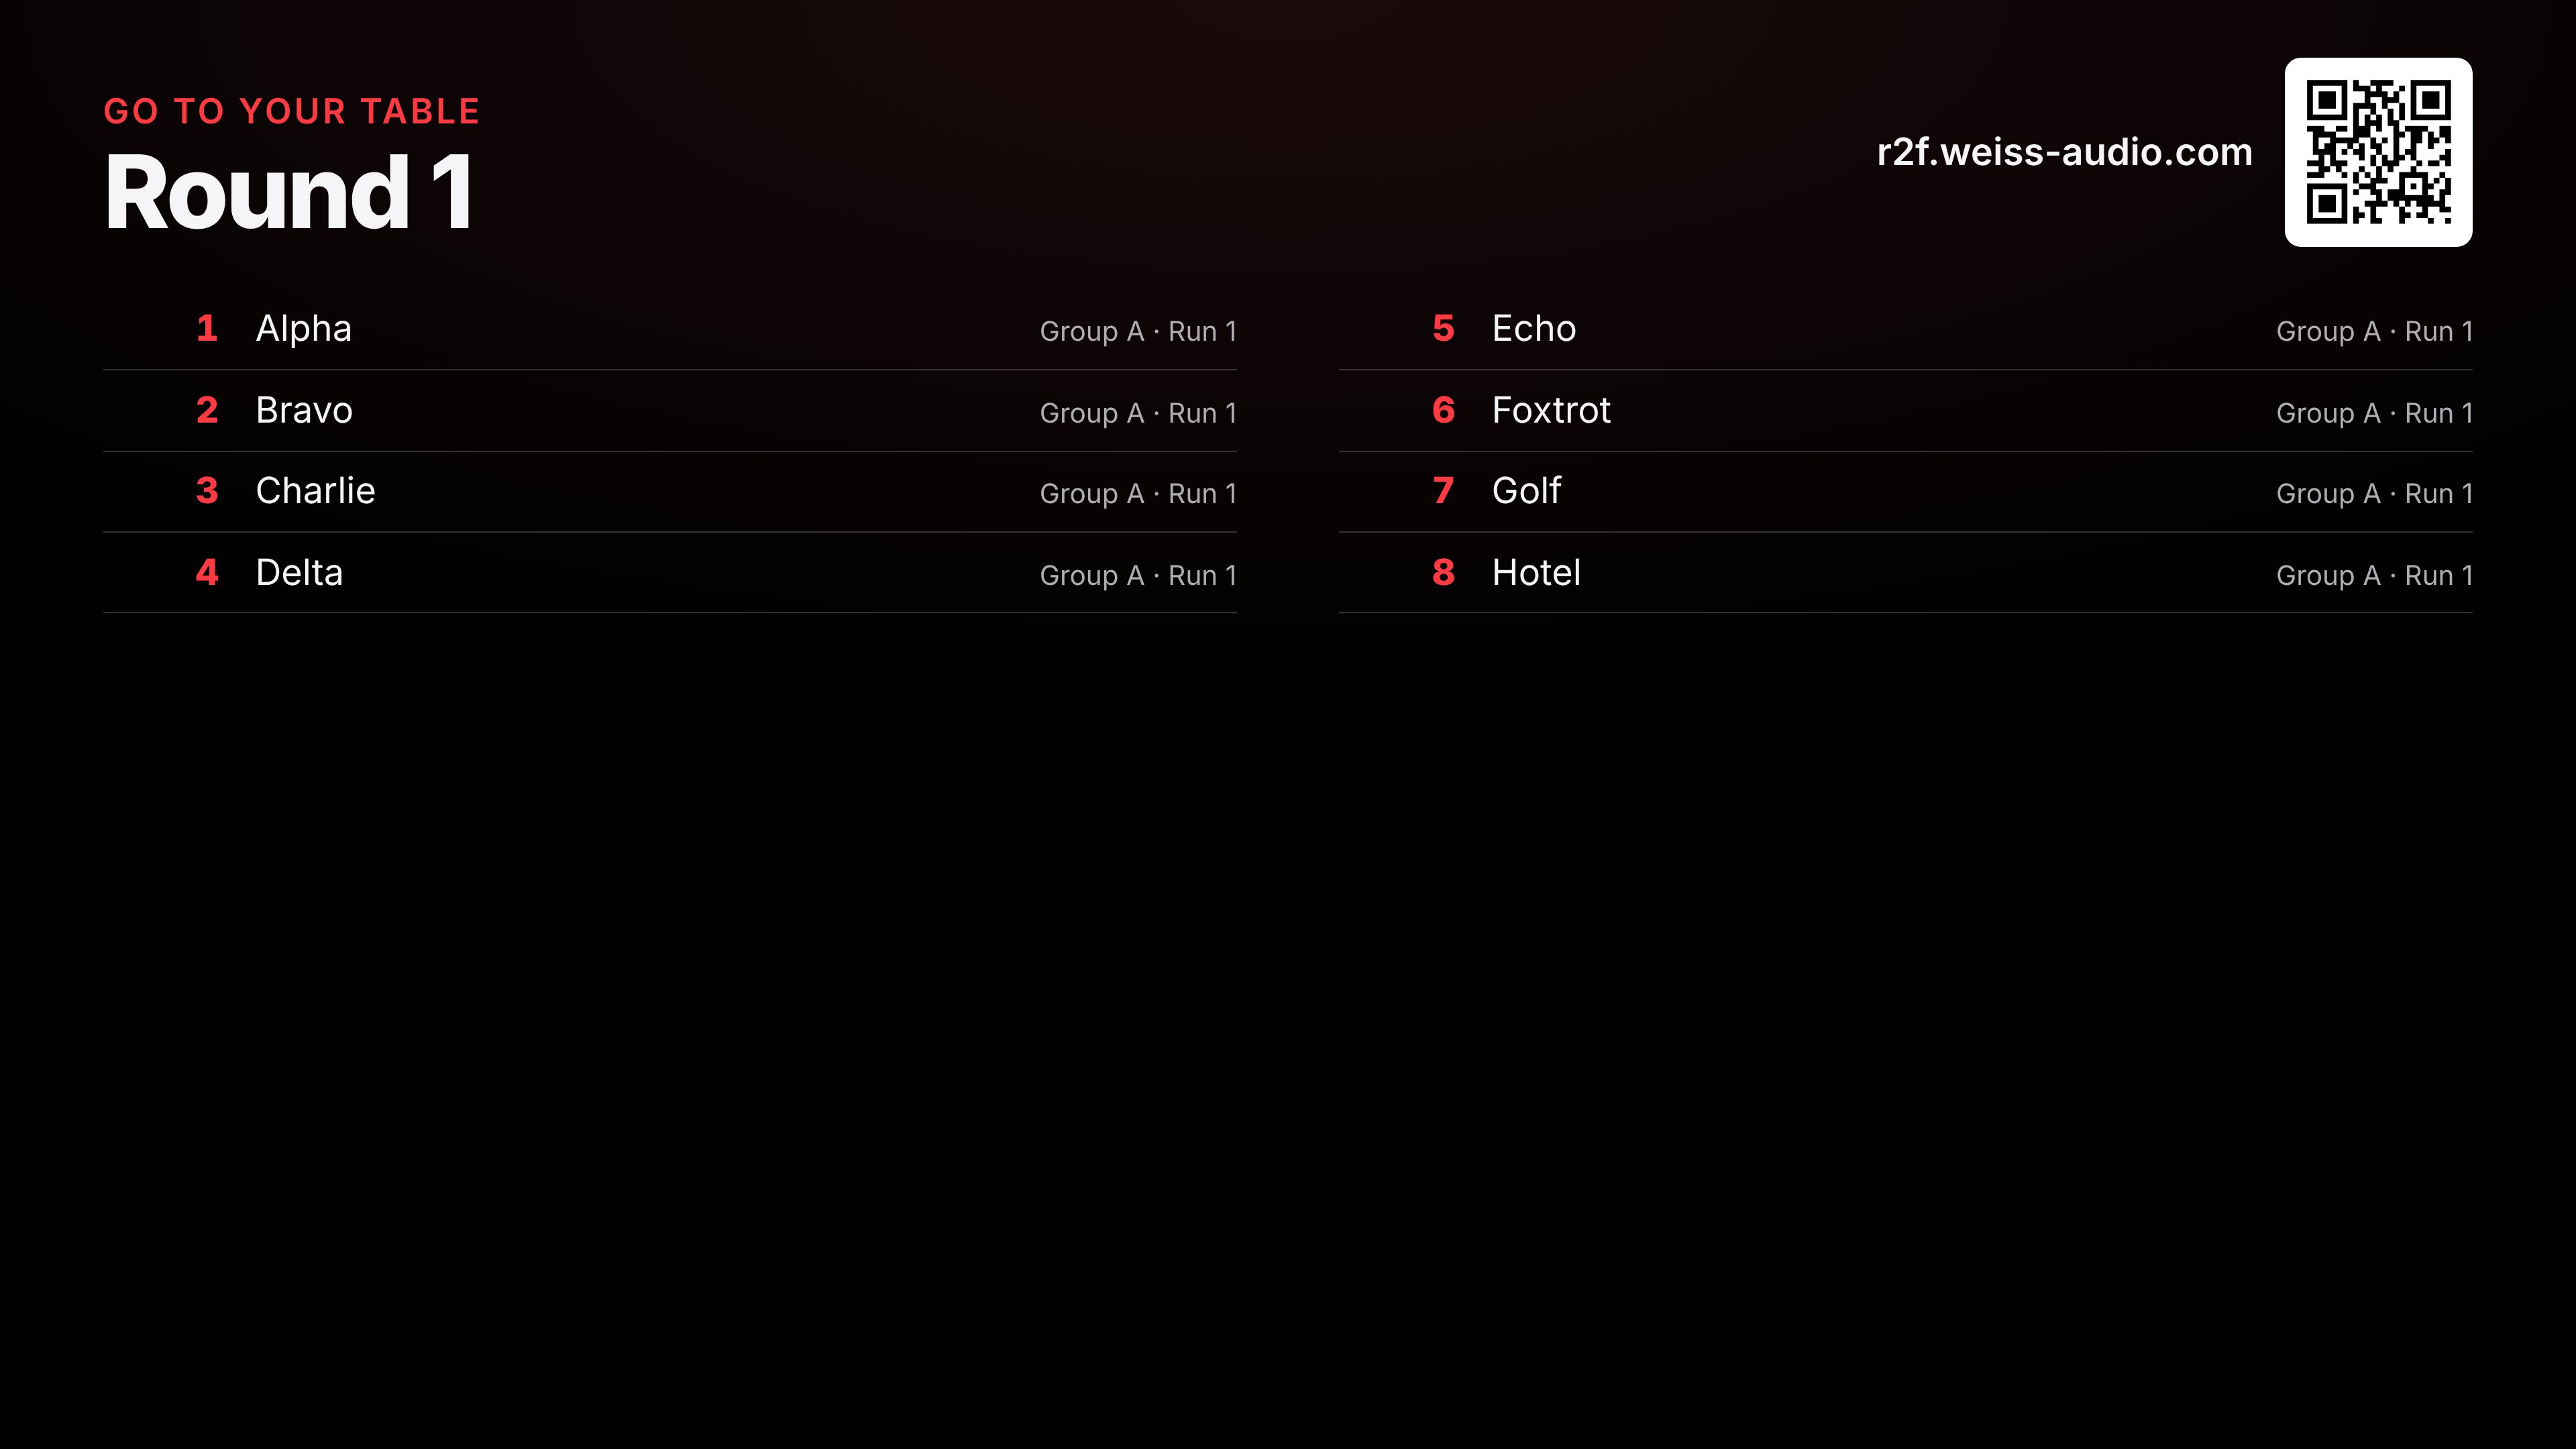 GO TO YOUR TABLE
Round 1
r2f.weiss-audio.com
1 Alpha Group A · Run 1
2 Bravo Group A · Run 1
3 Charlie Group A · Run 1
4 Delta Group A · Run 1
5 Echo Group A · Run 1
6 Foxtrot Group A · Run 1
7 Golf Group A · Run 1
8 Hotel Group A · Run 1